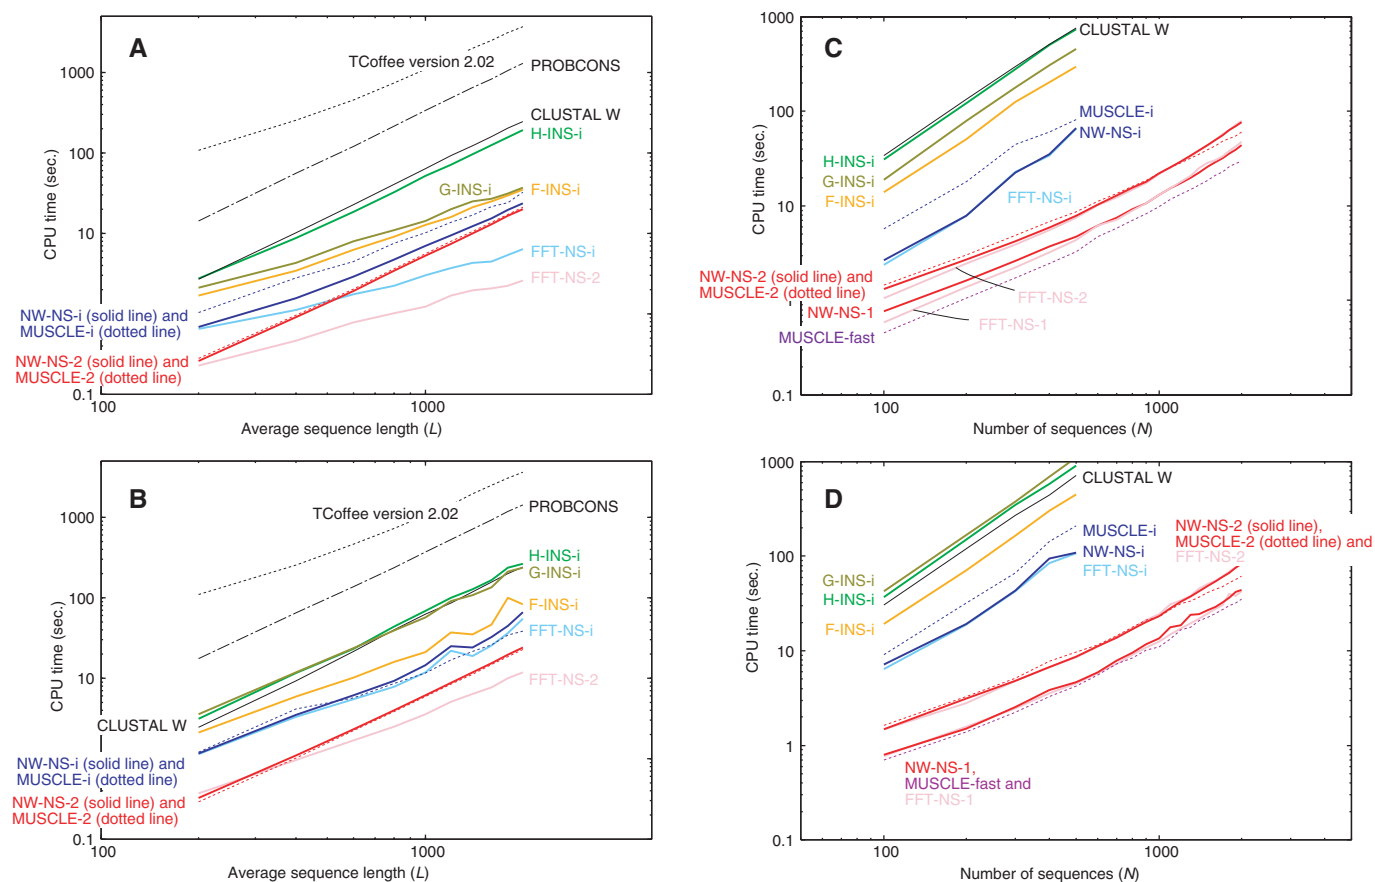 A
1000
100
10
0.1
100
1000
CPU time (sec.)
Average sequence length (L)
TCoffee version 2.02
PROBCONS
CLUSTAL W
H-INS-i
G-INS-i
F-INS-i
FFT-NS-i
FFT-NS-2
NW-NS-i (solid line) and
MUSCLE-i (dotted line)
NW-NS-2 (solid line) and
MUSCLE-2 (dotted line)
C
1000
100
10
1
0.1
100
1000
CPU time (sec.)
Number of sequences (N)
CLUSTAL W
MUSCLE-i
NW-NS-i
H-INS-i
G-INS-i
F-INS-i
FFT-NS-i
NW-NS-2 (solid line) and
MUSCLE-2 (dotted line)
FFT-NS-2
NW-NS-1
FFT-NS-1
MUSCLE-fast
B
1000
100
10
0.1
100
1000
CPU time (sec.)
Average sequence length (L)
TCoffee version 2.02
PROBCONS
H-INS-i
G-INS-i
F-INS-i
FFT-NS-i
FFT-NS-2
CLUSTAL W
NW-NS-i (solid line) and
MUSCLE-i (dotted line)
NW-NS-2 (solid line) and
MUSCLE-2 (dotted line)
D
1000
100
10
1
0.1
100
1000
CPU time (sec.)
Number of sequences (N)
CLUSTAL W
MUSCLE-i
NW-NS-i
FFT-NS-i
NW-NS-2 (solid line),
MUSCLE-2 (dotted line) and
FFT-NS-2
G-INS-i
H-INS-i
F-INS-i
NW-NS-1,
MUSCLE-fast and
FFT-NS-1